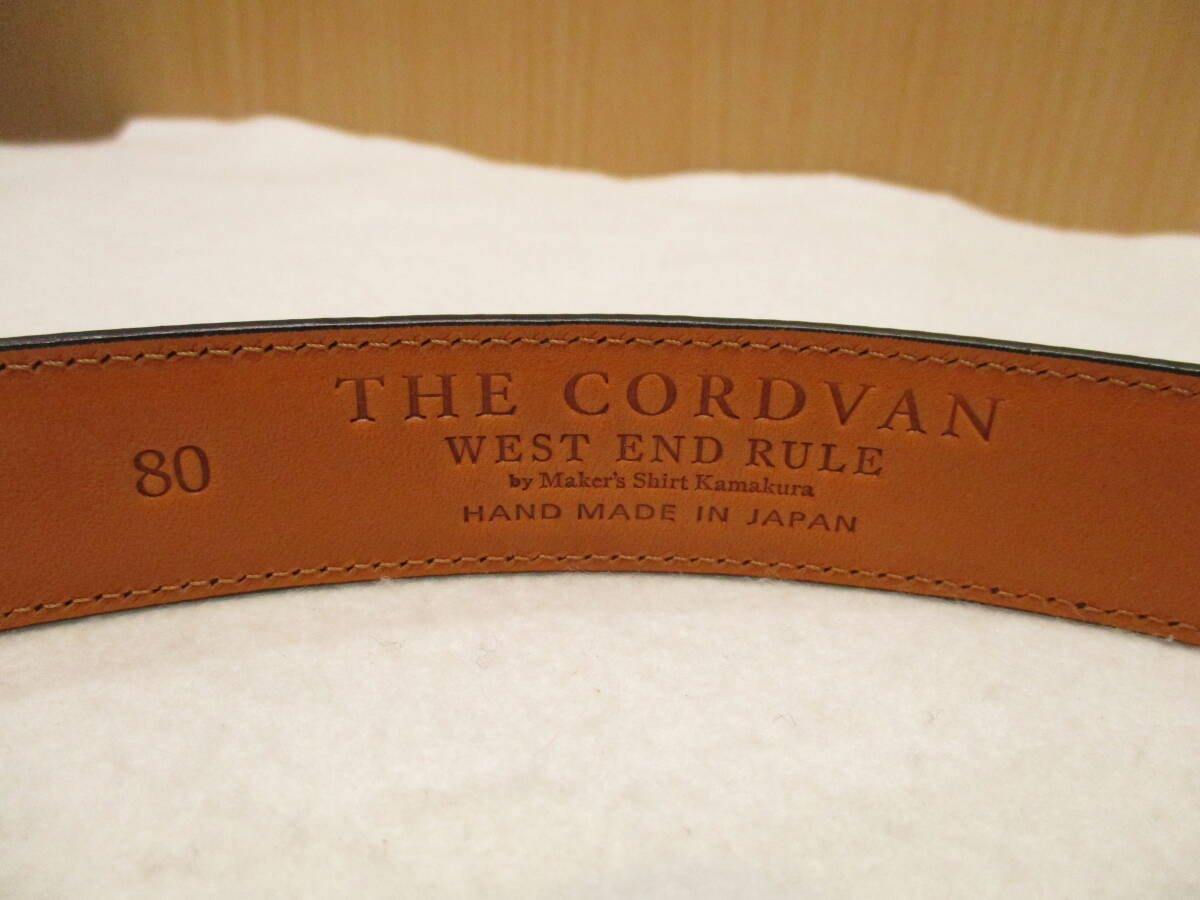 80
THE CORDVAN
WEST END RULE
by Maker's Shirt Kamakura
HAND MADE IN JAPAN